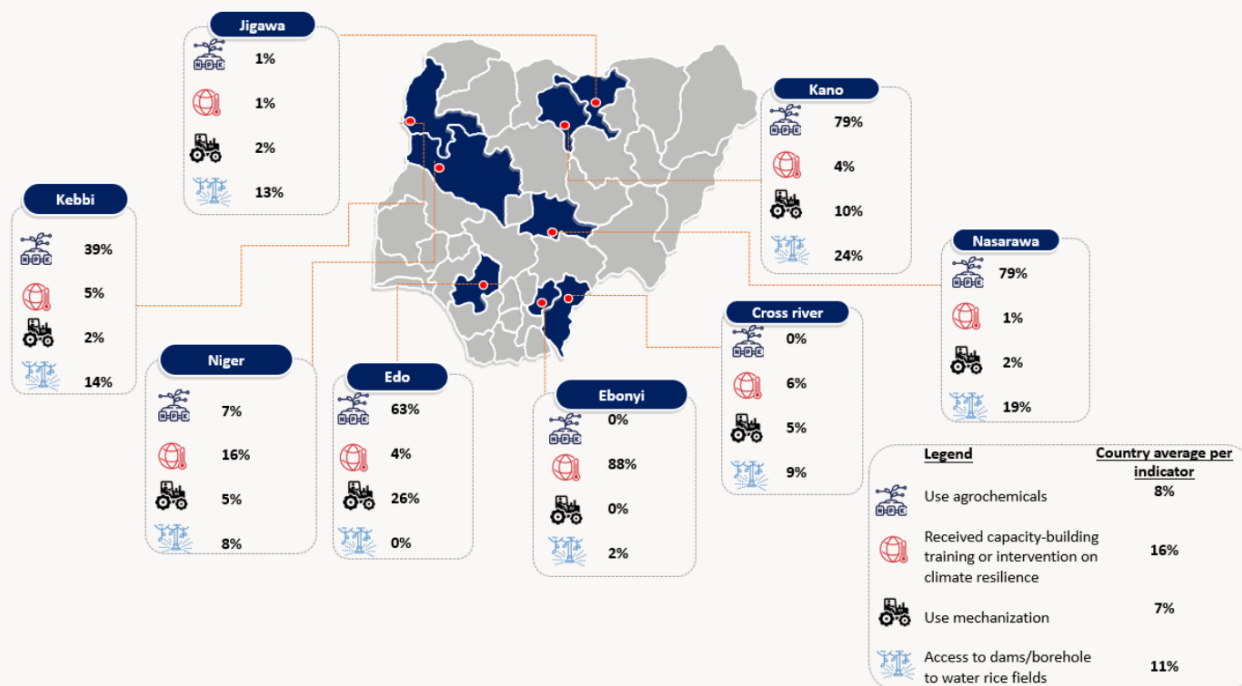 Jigawa
1%
1%
2%
13%
Kano
79%
4%
10%
24%
Kebbi
39%
5%
2%
14%
Nasarawa
79%
1%
2%
19%
Cross river
0%
6%
5%
9%
Niger
7%
16%
5%
8%
Edo
63%
4%
26%
0%
Ebonyi
0%
88%
0%
2%
Legend
Country average per
indicator
Use agrochemicals
8%
Received capacity-building
training or intervention on
climate resilience
16%
Use mechanization
7%
Access to dams/borehole
to water rice fields
11%
N P K
N P K
N P K
N P K
N P K
N P K
N P K
N P K
N P K